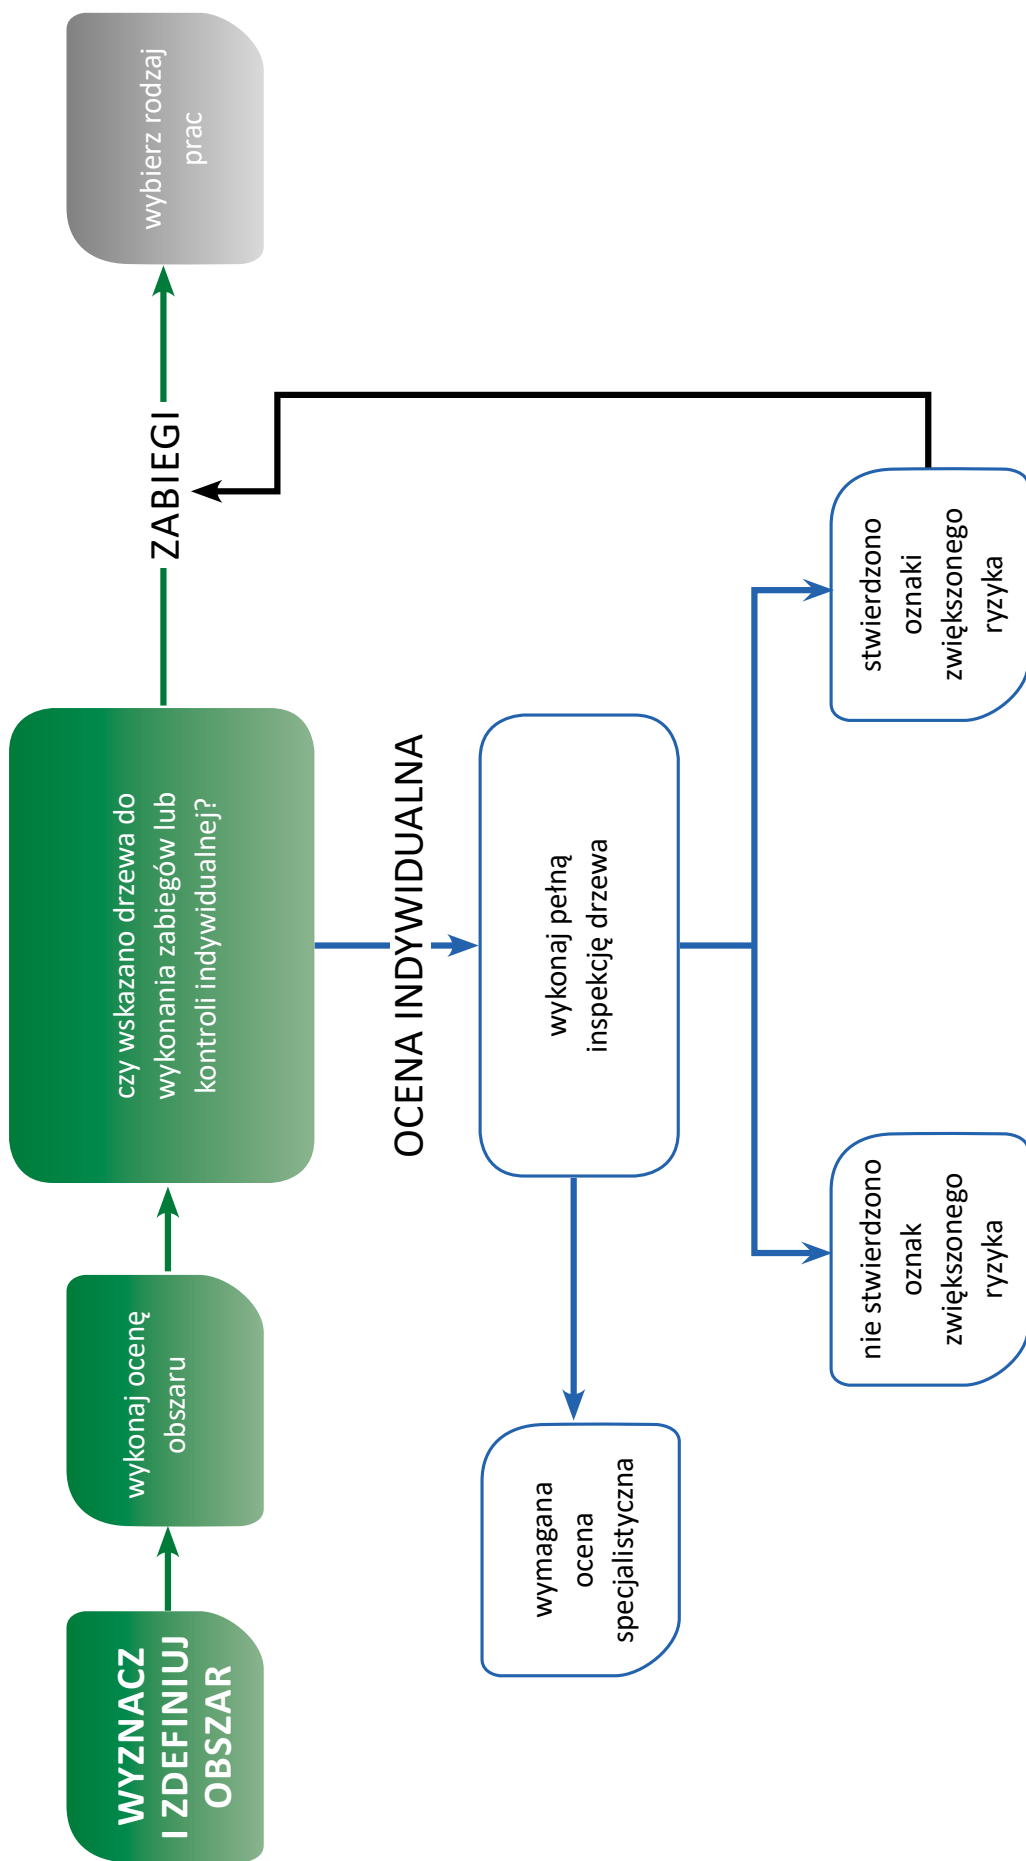 WYZNACZ
I ZDEFINIUJ
OBSZAR
wykonaj ocenę
obszaru
czy wskazano drzewa do
wykonania zabiegów lub
kontroli indywidualnej?
ZABIEGI
wybierz rodzaj
prac
OCENA INDYWIDUALNA
wykonaj pełną
inspekcję drzewa
wymagana
ocena
specjalistyczna
nie stwierdzono
oznak
zwiększonego
ryzyka
stwierdzono
oznaki
zwiększonego
ryzyka